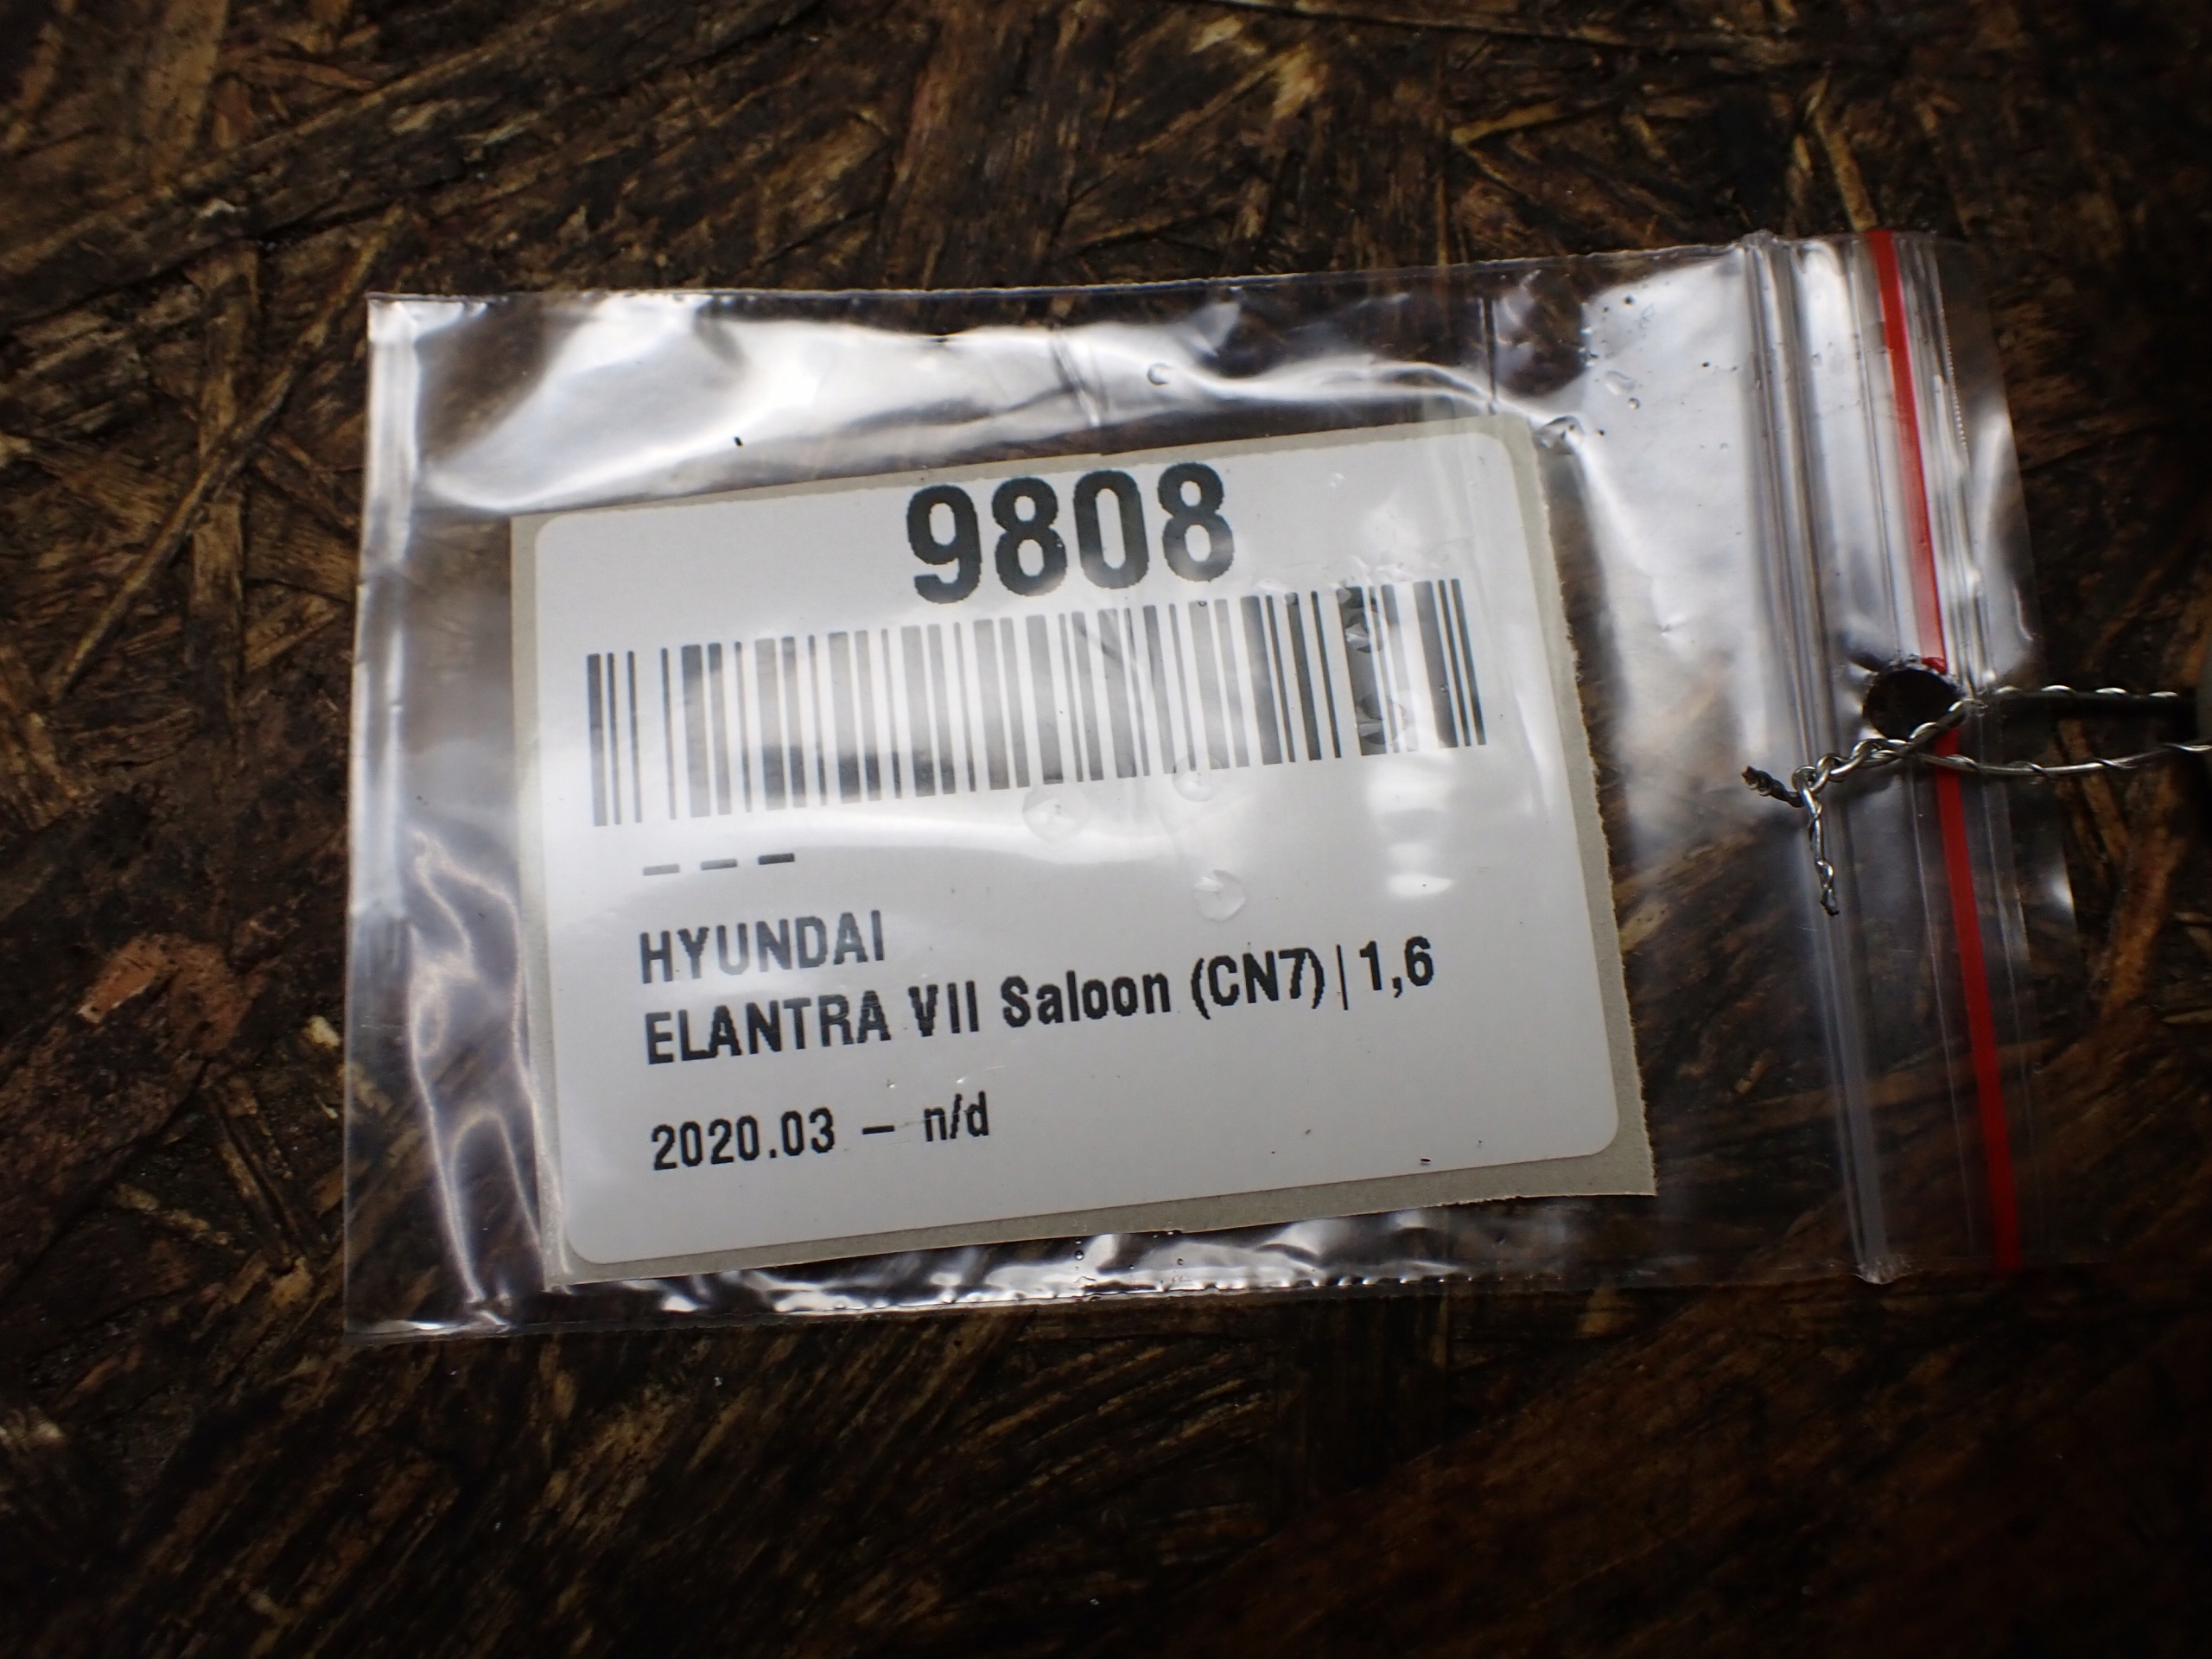 9808
– – –
HYUNDAI
ELANTRA VII Saloon (CN7)|1,6
2020.03 – n/d